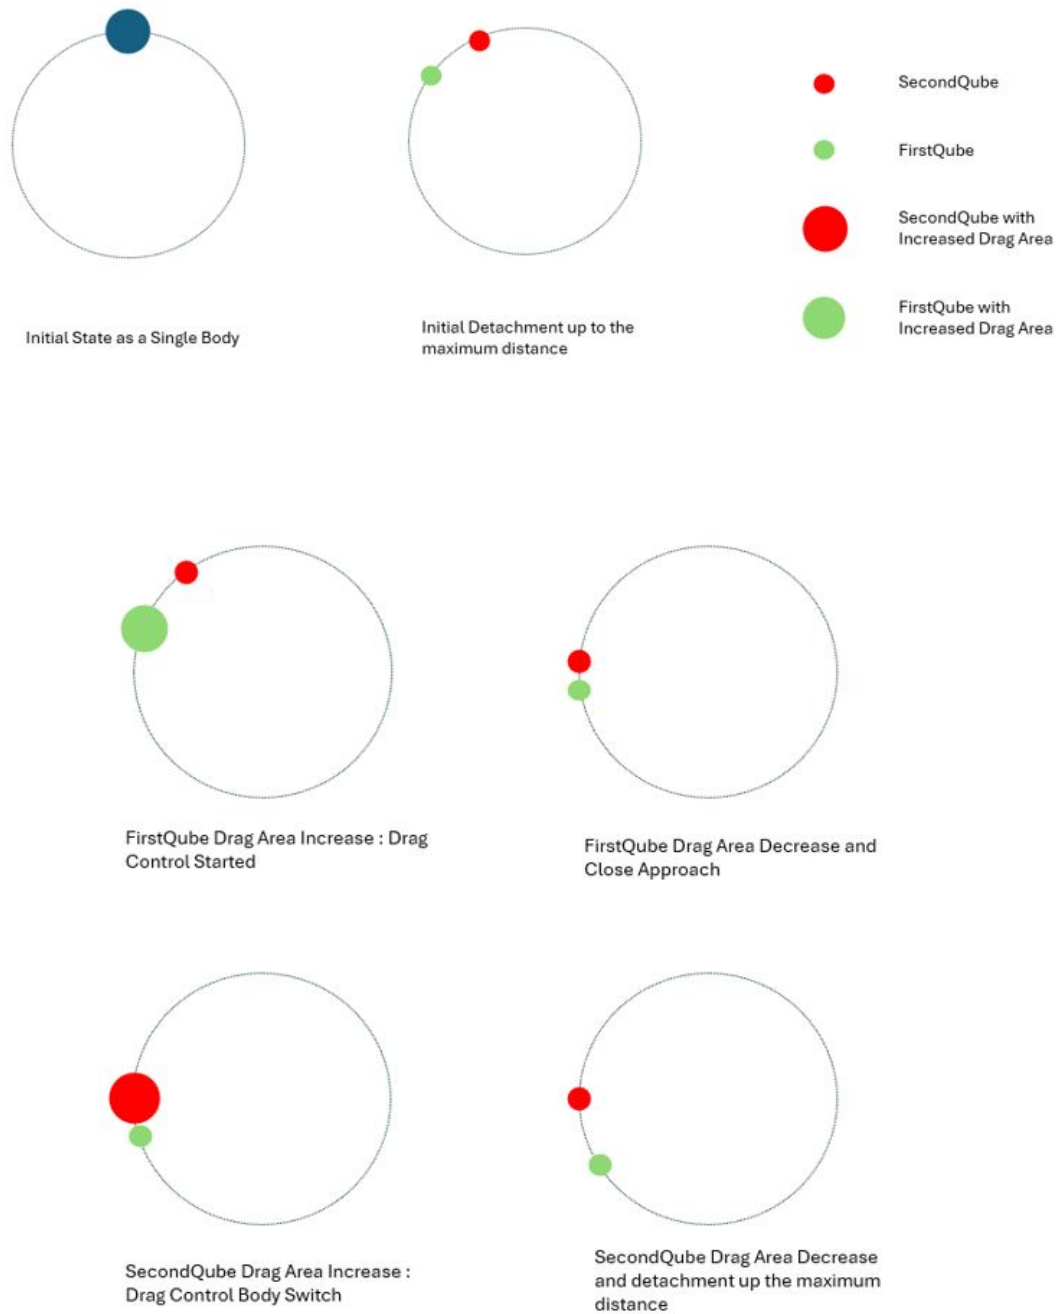 SecondQube
FirstQube
SecondQube with
Increased Drag Area
FirstQube with
Increased Drag Area
Initial State as a Single Body
Initial Detachment up to the
maximum distance
FirstQube Drag Area Increase : Drag
Control Started
FirstQube Drag Area Decrease and
Close Approach
SecondQube Drag Area Increase :
Drag Control Body Switch
SecondQube Drag Area Decrease
and detachment up the maximum
distance